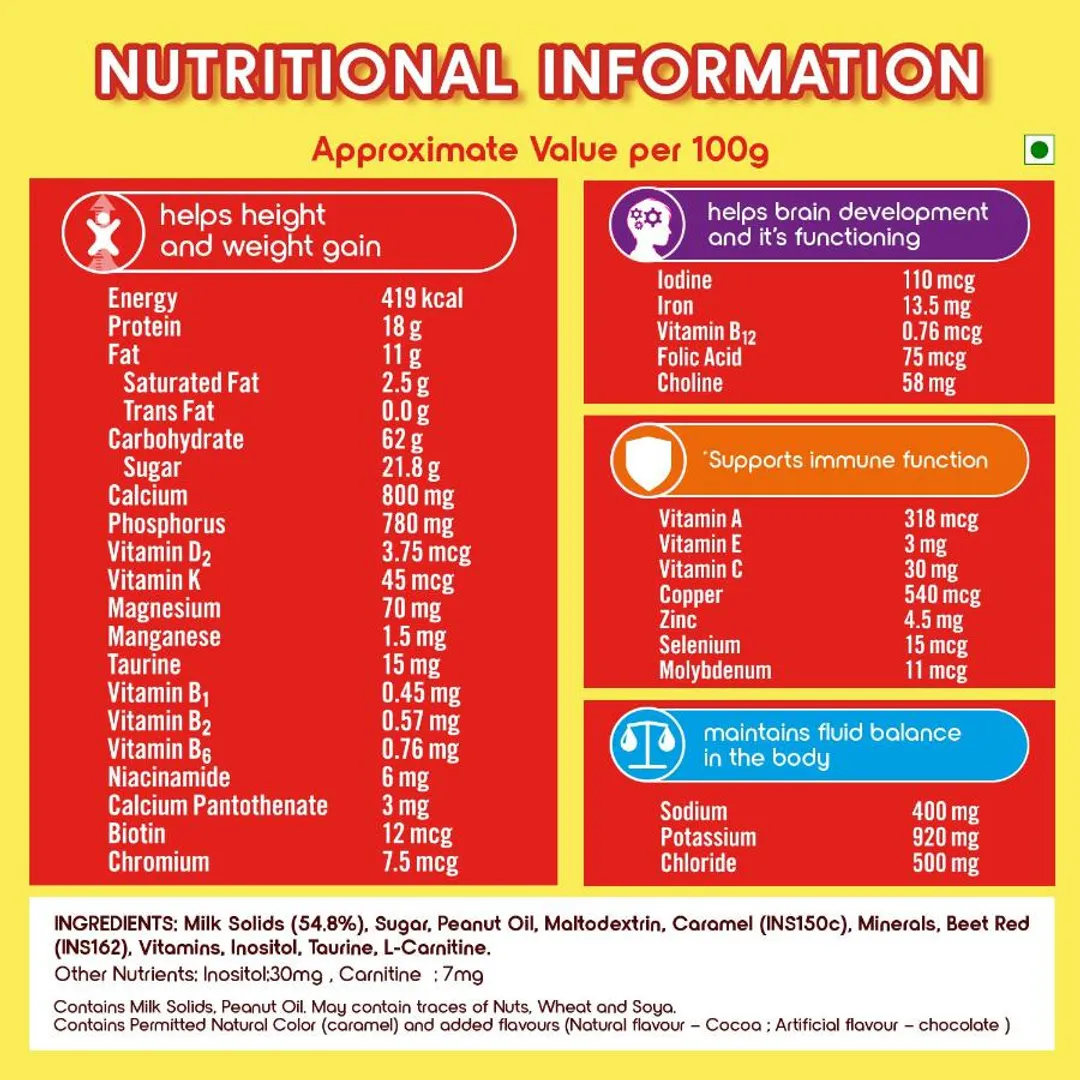 NUTRITIONAL INFORMATION
Approximate Value per 100g
helps height
and weight gain
Energy 419 kcal
Protein 18 g
Fat 11 g
Saturated Fat 2.5 g
Trans Fat 0.0 g
Carbohydrate 62 g
Sugar 21.8 g
Calcium 800 mg
Phosphorus 780 mg
Vitamin D2 3.75 mcg
Vitamin K 45 mcg
Magnesium 70 mg
Manganese 1.5 mg
Taurine 15 mg
Vitamin B1 0.45 mg
Vitamin B2 0.57 mg
Vitamin B6 0.76 mg
Niacinamide 6 mg
Calcium Pantothenate 3 mg
Biotin 12 mcg
Chromium 7.5 mcg
helps brain development
and it's functioning
Iodine 110 mcg
Iron 13.5 mg
Vitamin B12 0.76 mcg
Folic Acid 75 mcg
Choline 58 mg
*Supports immune function
Vitamin A 318 mcg
Vitamin E 3 mg
Vitamin C 30 mg
Copper 540 mcg
Zinc 4.5 mg
Selenium 15 mcg
Molybdenum 11 mcg
maintains fluid balance
in the body
Sodium 400 mg
Potassium 920 mg
Chloride 500 mg
INGREDIENTS: Milk Solids (54.8%), Sugar, Peanut Oil, Maltodextrin, Caramel (INS150c), Minerals, Beet Red
(INS162), Vitamins, Inositol, Taurine, L-Carnitine.
Other Nutrients: Inositol:30mg , Carnitine : 7mg
Contains Milk Solids, Peanut Oil. May contain traces of Nuts, Wheat and Soya.
Contains Permitted Natural Color (caramel) and added flavours (Natural flavour – Cocoa ; Artificial flavour – chocolate )